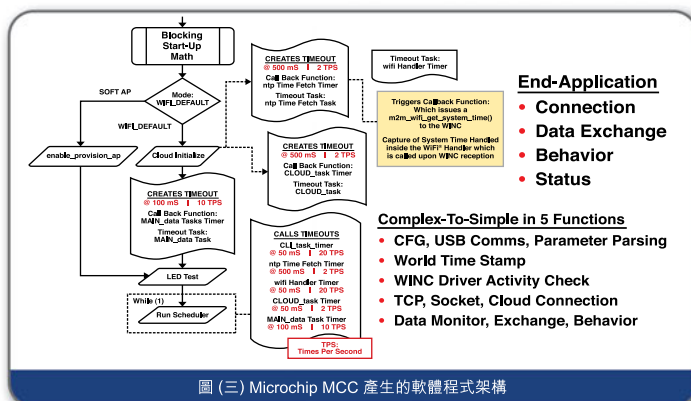 Blocking
Start-Up
Math
SOFT AP
Mode:
WIFI_DEFAULT
WIFI_DEFAULT
enable_provision_ap
Cloud Initialize
CREATES TIMEOUT
@ 100 mS | 10 TPS
Call Back Function:
MAIN_data Tasks Timer
Timeout Task:
MAIN_data Task
LED Test
While (1)
Run Scheduler
CREATES TIMEOUT
@ 500 mS | 2 TPS
Call Back Function:
ntp Time Fetch Timer
Timeout Task:
ntp Time Fetch Task
CREATES TIMEOUT
@ 500 mS | 2 TPS
Call Back Function:
CLOUD_task Timer
Timeout Task:
CLOUD_task
CALLS TIMEOUTS
CLI_task_timer
@ 50 mS | 20 TPS
ntp Time Fetch Timer
@ 500 mS | 2 TPS
wifi Handler Timer
@ 50 mS | 20 TPS
CLOUD_task Timer
@ 50 mS | 2 TPS
MAIN_data Task Timer
@ 100 mS | 10 TPS
TPS:
Times Per Second
Timeout Task:
wifi Handler Timer
Triggers Callback Function:
Which issues a
m2m_wifi_get_system_time()
to the WINC
Capture of System Time Handled
inside the WiFi® Handler which
is called upon WINC reception
End-Application
• Connection
• Data Exchange
• Behavior
• Status
Complex-To-Simple in 5 Functions
• CFG, USB Comms, Parameter Parsing
• World Time Stamp
• WINC Driver Activity Check
• TCP, Socket, Cloud Connection
• Data Monitor, Exchange, Behavior
圖 (三) Microchip MCC 產生的軟體程式架構